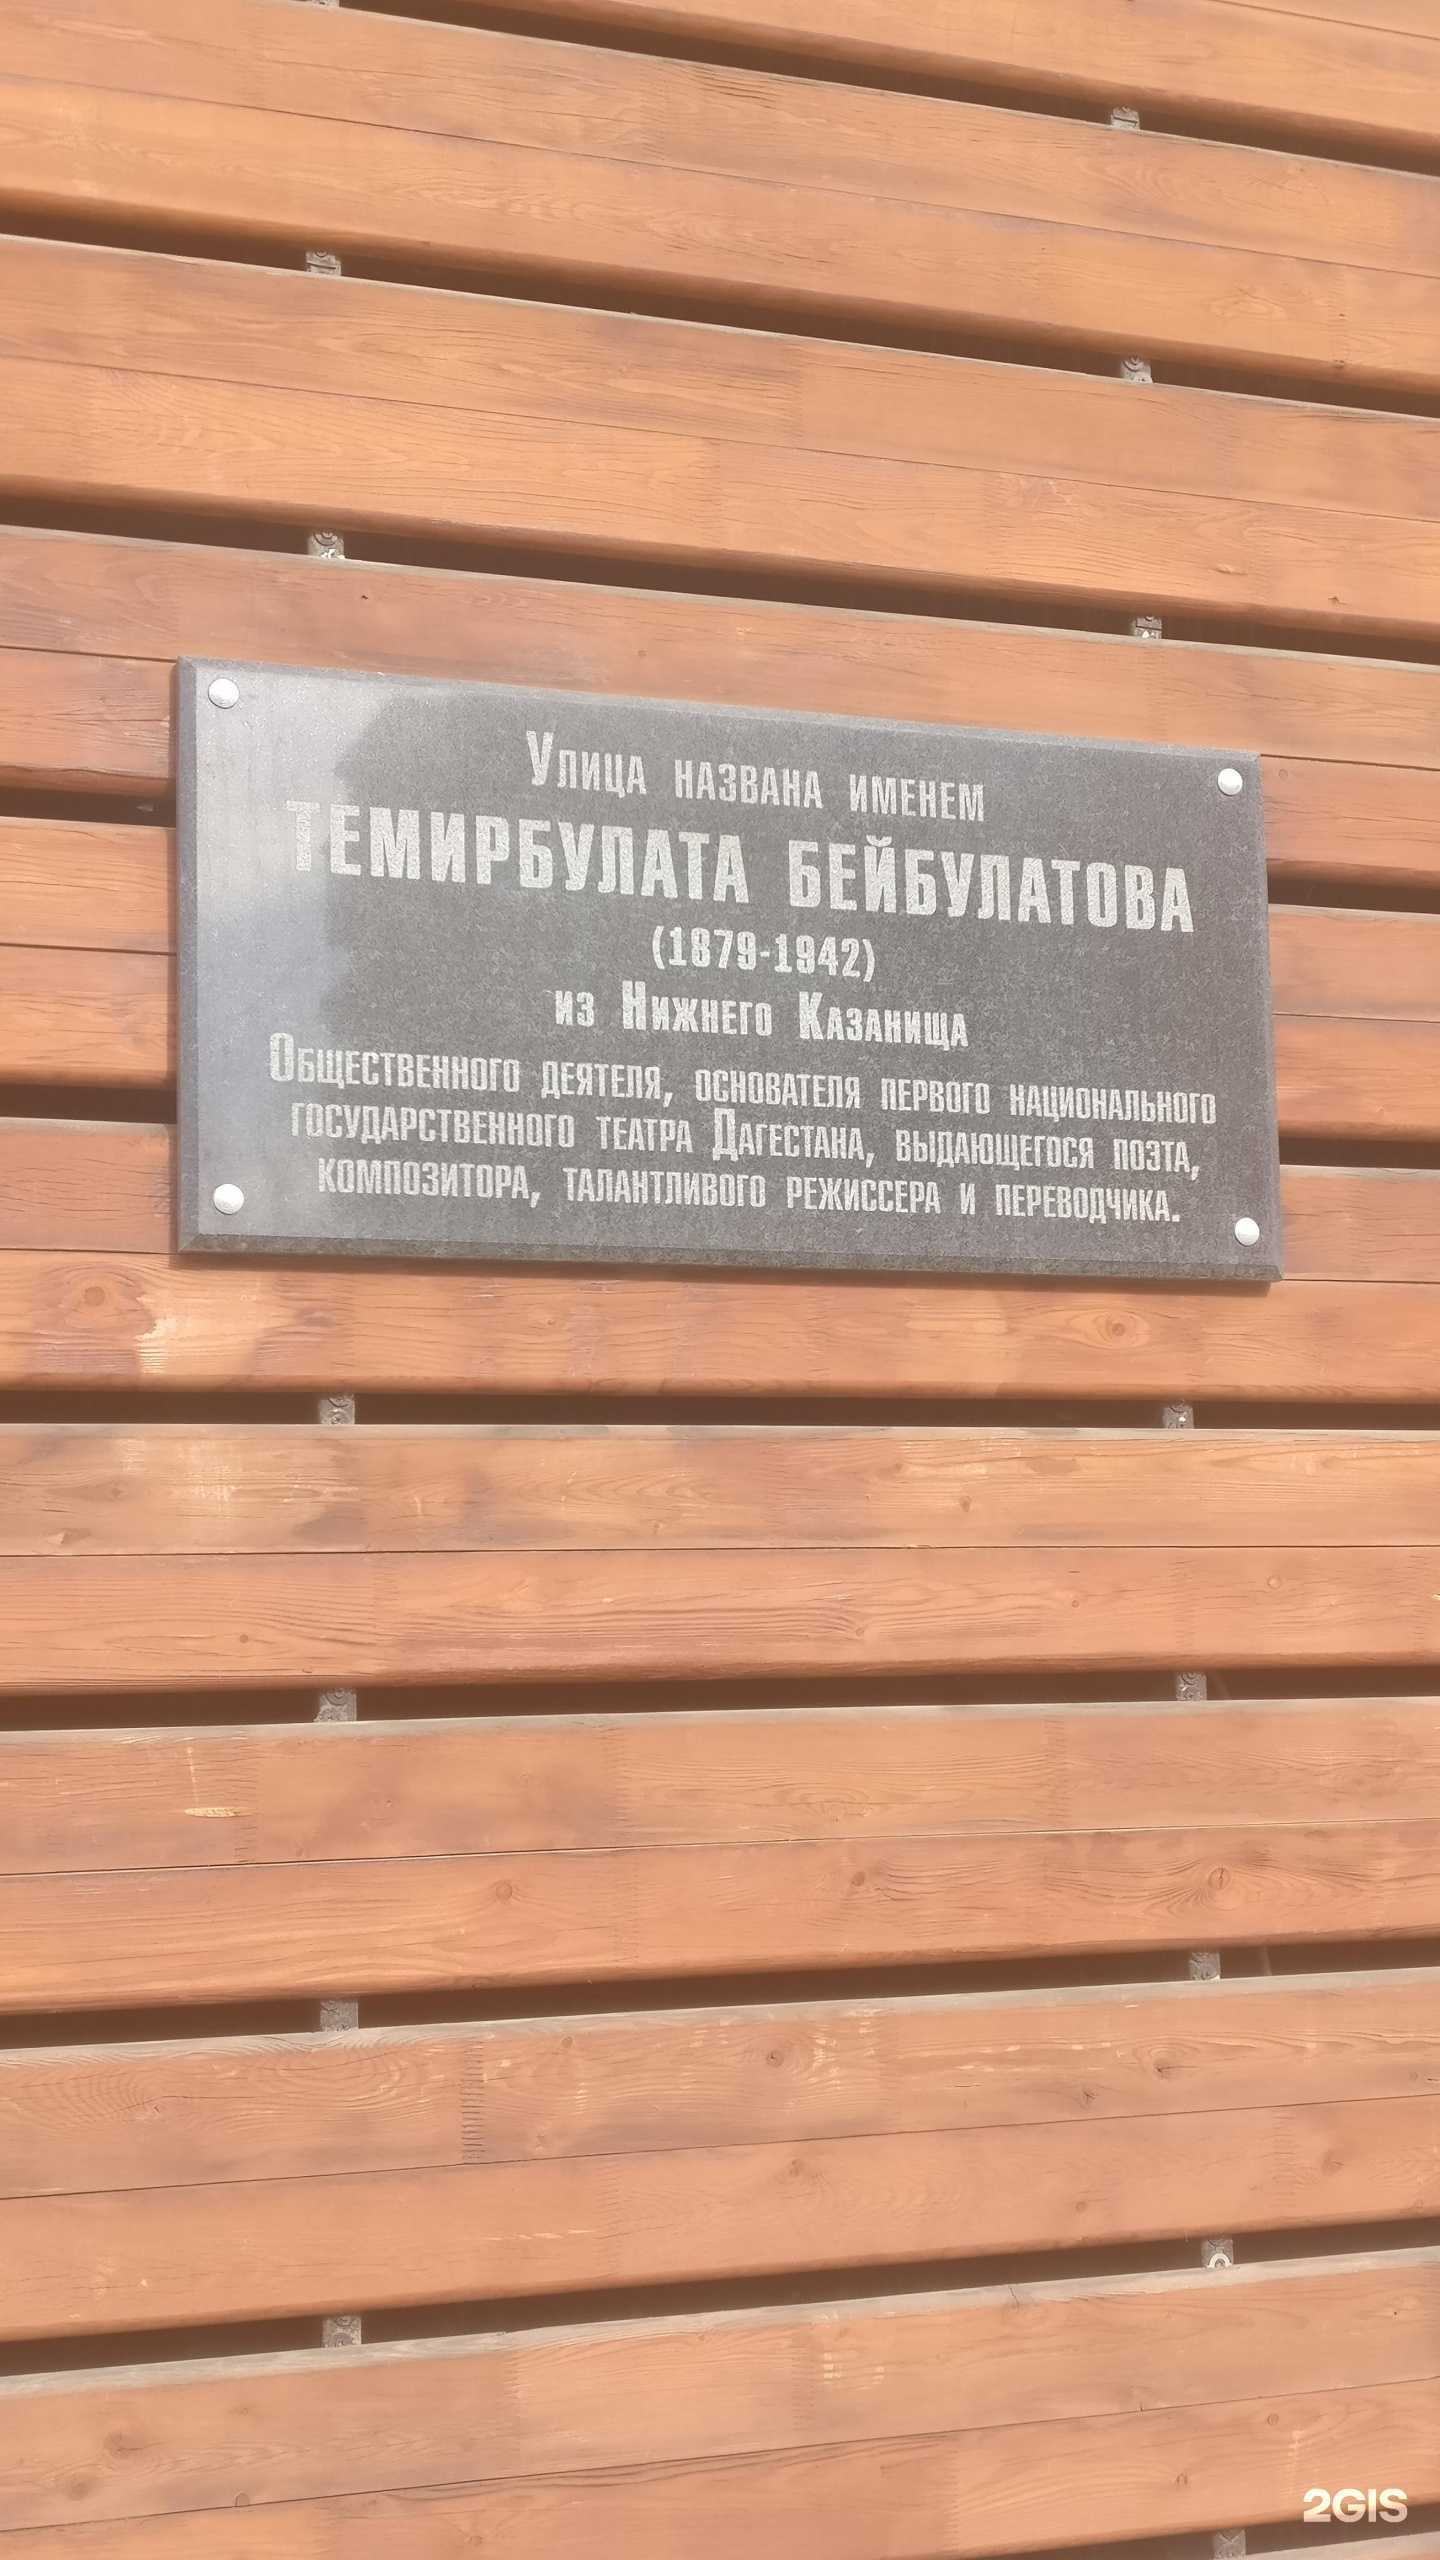 Улица названа именем
ТЕМИРБУЛАТА БЕЙБУЛАТОВА
(1879-1942)
из Нижнего Казанища
Общественного деятеля, основателя первого национального
государственного театра Дагестана, выдающегося поэта,
композитора, талантливого режиссера и переводчика.
2GIS